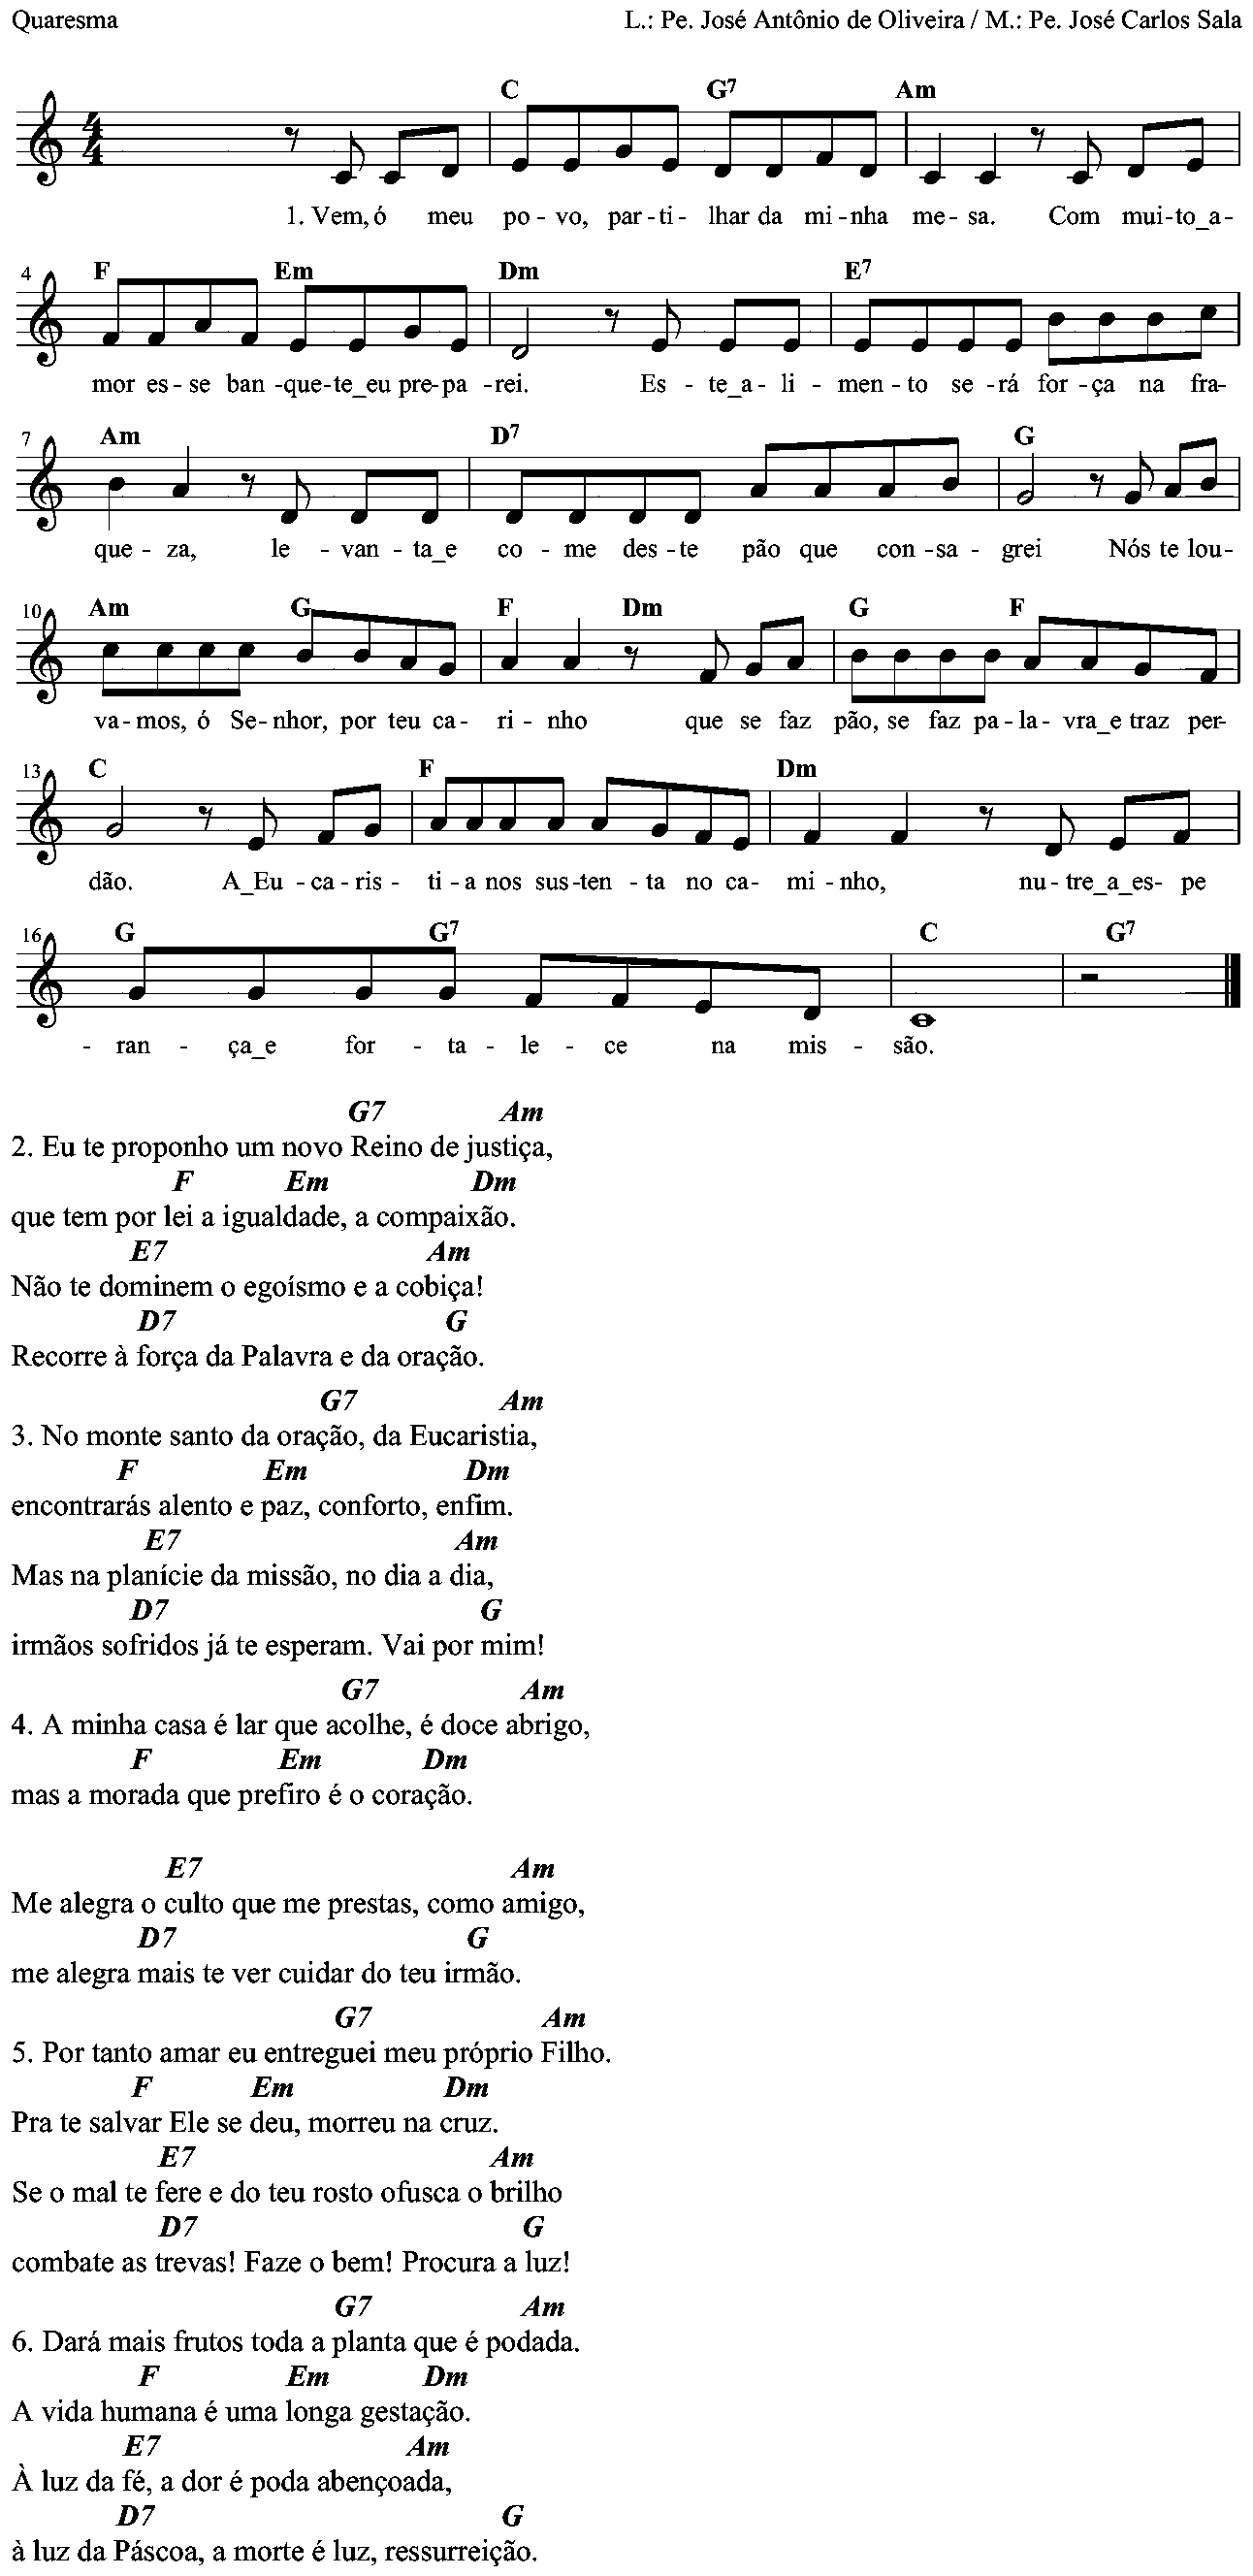 Quaresma L.: Pe. José Antônio de Oliveira / M.: Pe. José Carlos Sala
4/4
C G7 Am
1. Vem, ó meu po - vo, par - ti - lhar da mi - nha me - sa. Com mui - to_a -
4 F Em Dm E7
mor es - se ban - que - te_eu pre - pa - rei. Es - te_a - li - men - to se - rá for - ça na fra -
7 Am D7 G
que - za, le - van - ta_e co - me des - te pão que con - sa - grei Nós te lou -
10 Am G F Dm G F
va - mos, ó Se - nhor, por teu ca - ri - nho que se faz pão, se faz pa - la - vra_e traz per -
13 C F Dm
dão. A_Eu - ca - ris - ti - a nos sus - ten - ta no ca - mi - nho, nu - tre_a_es - pe
16 G G7 C G7
- ran - ça_e for - ta - le - ce na mis - são.
G7 Am
2. Eu te proponho um novo Reino de justiça,
F Em Dm
que tem por lei a igualdade, a compaixão.
E7 Am
Não te dominem o egoísmo e a cobiça!
D7 G
Recorre à força da Palavra e da oração.
G7 Am
3. No monte santo da oração, da Eucaristia,
F Em Dm
encontrarás alento e paz, conforto, enfim.
E7 Am
Mas na planície da missão, no dia a dia,
D7 G
irmãos sofridos já te esperam. Vai por mim!
G7 Am
4. A minha casa é lar que acolhe, é doce abrigo,
F Em Dm
mas a morada que prefiro é o coração.
E7 Am
Me alegra o culto que me prestas, como amigo,
D7 G
me alegra mais te ver cuidar do teu irmão.
G7 Am
5. Por tanto amar eu entreguei meu próprio Filho.
F Em Dm
Pra te salvar Ele se deu, morreu na cruz.
E7 Am
Se o mal te fere e do teu rosto ofusca o brilho
D7 G
combate as trevas! Faze o bem! Procura a luz!
G7 Am
6. Dará mais frutos toda a planta que é podada.
F Em Dm
A vida humana é uma longa gestação.
E7 Am
À luz da fé, a dor é poda abençoada,
D7 G
à luz da Páscoa, a morte é luz, ressurreição.